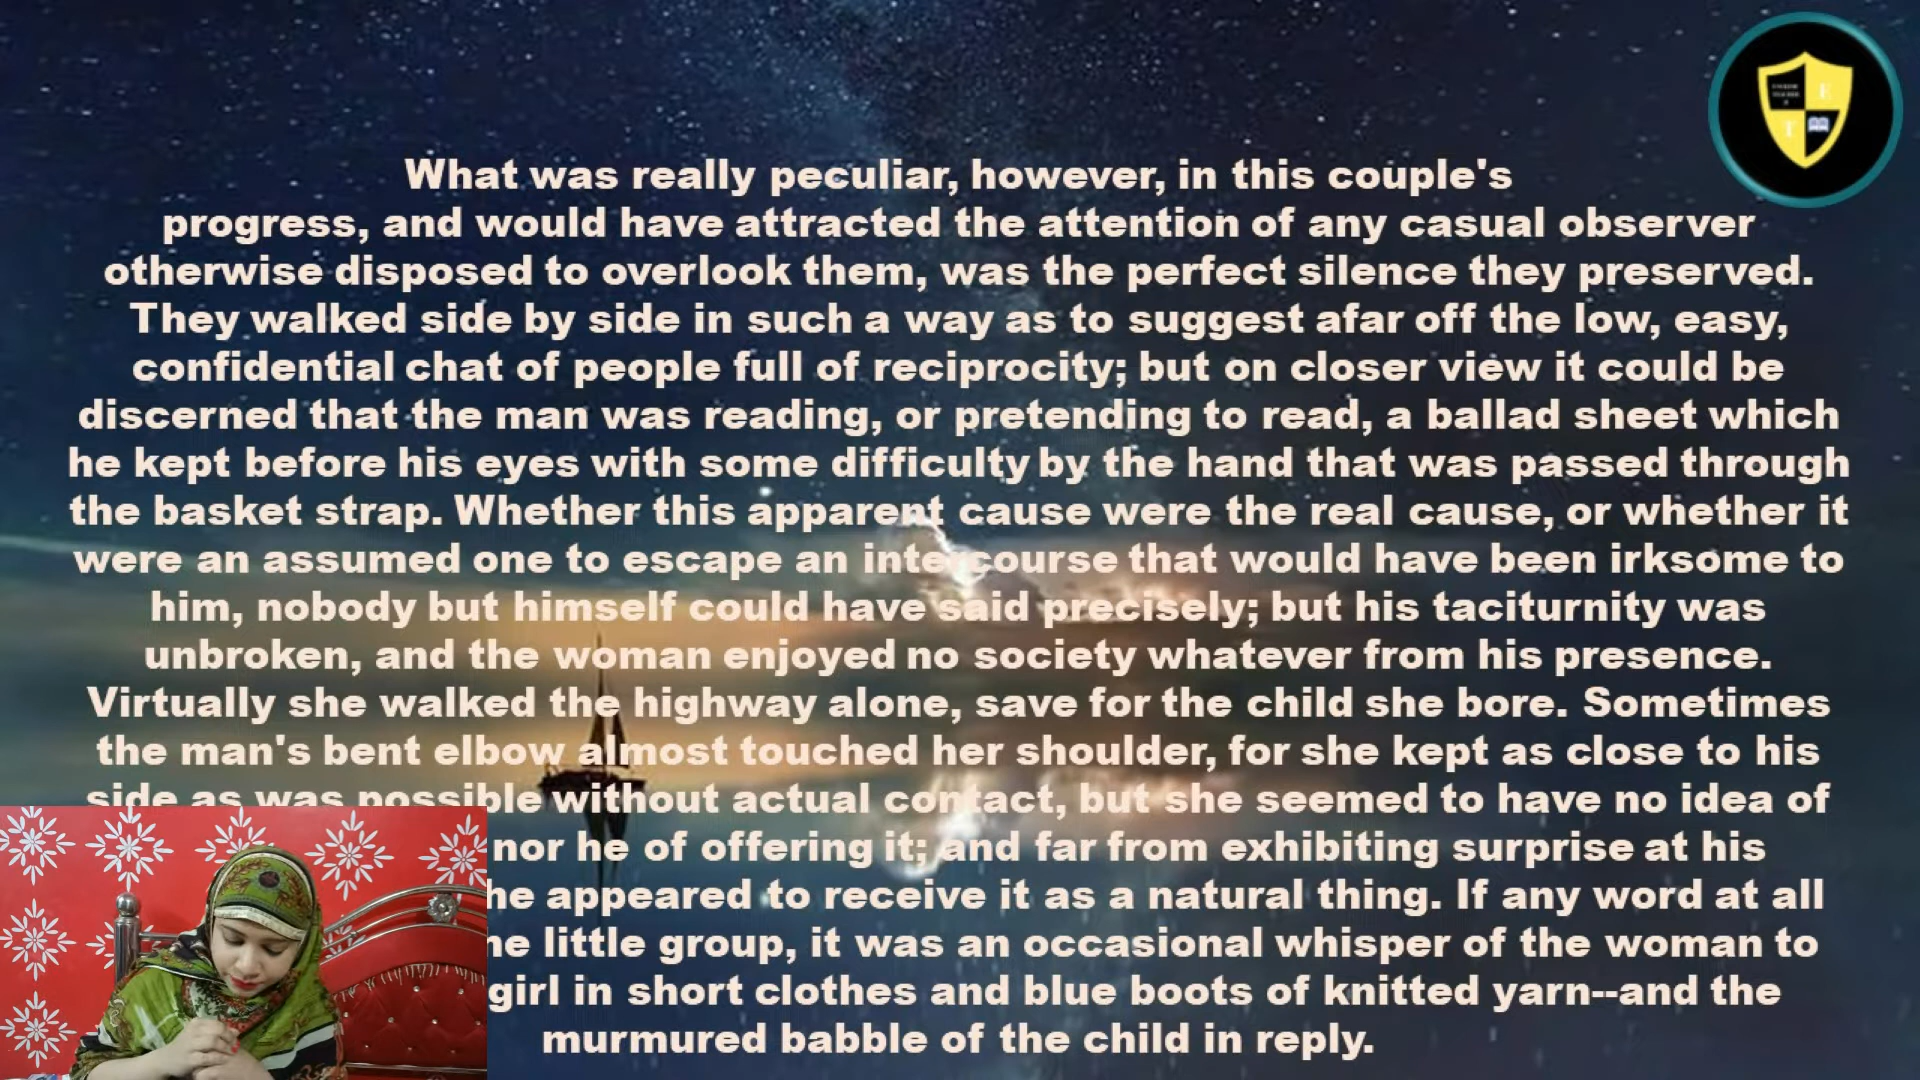 What was really peculiar, however, in this couple's
progress, and would have attracted the attention of any casual observer
otherwise disposed to overlook them, was the perfect silence they preserved.
They walked side by side in such a way as to suggest afar off the low, easy,
confidential chat of people full of reciprocity; but on closer view it could be
discerned that the man was reading, or pretending to read, a ballad sheet which
he kept before his eyes with some difficulty by the hand that was passed through
the basket strap. Whether this apparent cause were the real cause, or whether it
were an assumed one to escape an intercourse that would have been irksome to
him, nobody but himself could have said precisely; but his taciturnity was
unbroken, and the woman enjoyed no society whatever from his presence.
Virtually she walked the highway alone, save for the child she bore. Sometimes
the man's bent elbow almost touched her shoulder, for she kept as close to his
side as was possible without actual contact, but she seemed to have no idea of
nor he of offering it; and far from exhibiting surprise at his
he appeared to receive it as a natural thing. If any word at all
he little group, it was an occasional whisper of the woman to
girl in short clothes and blue boots of knitted yarn--and the
murmured babble of the child in reply.
E
T